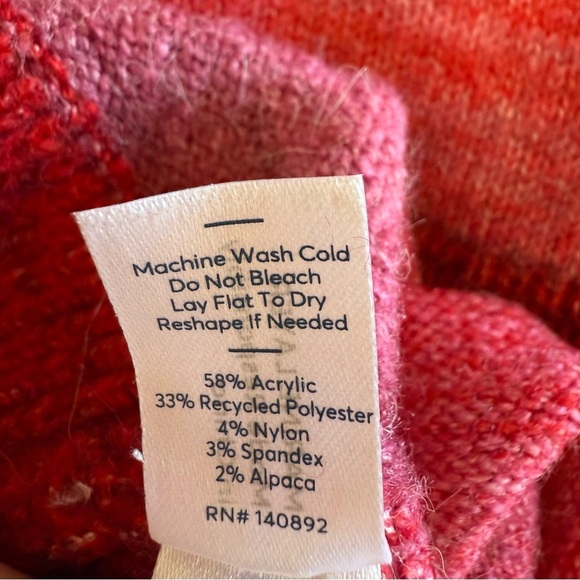 Machine Wash Cold
Do Not Bleach
Lay Flat To Dry
Reshape If Needed
58% Acrylic
33% Recycled Polyester
4% Nylon
3% Spandex
2% Alpaca
RN# 140892